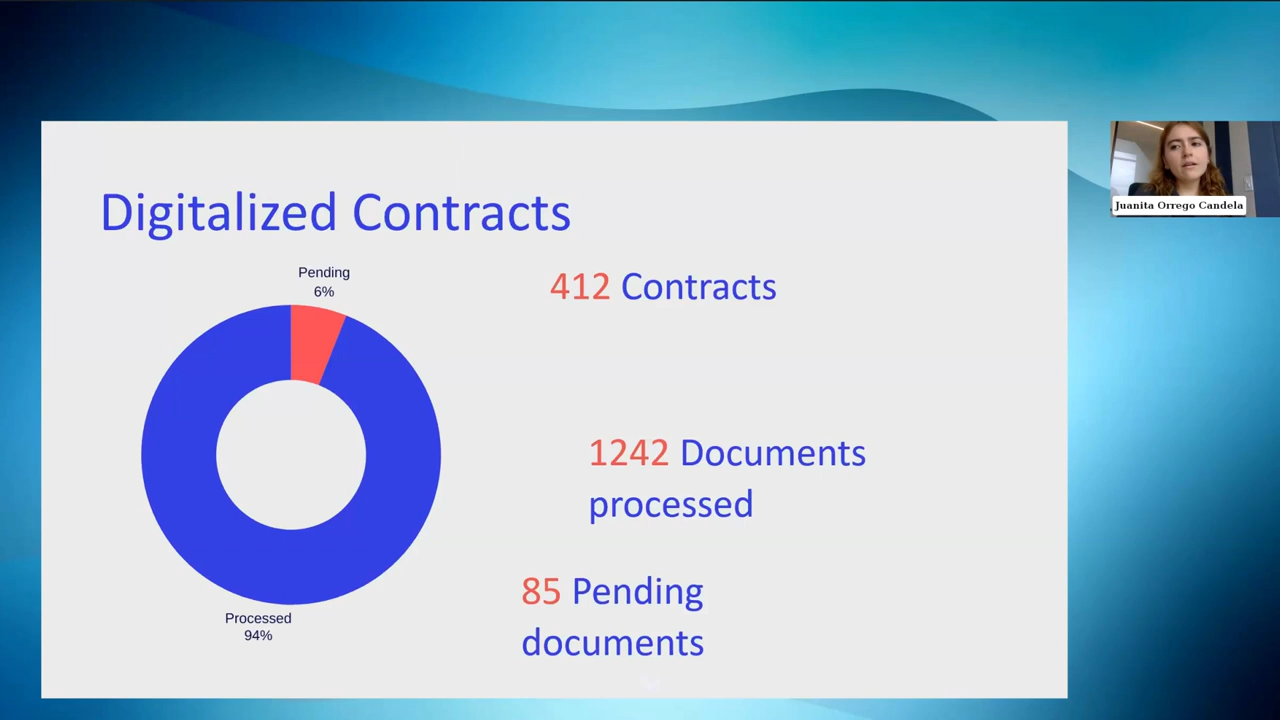 Digitalized Contracts
Pending
6%
412 Contracts
1242 Documents
processed
85 Pending
documents
Processed
94%
Juanita Orrego Candela